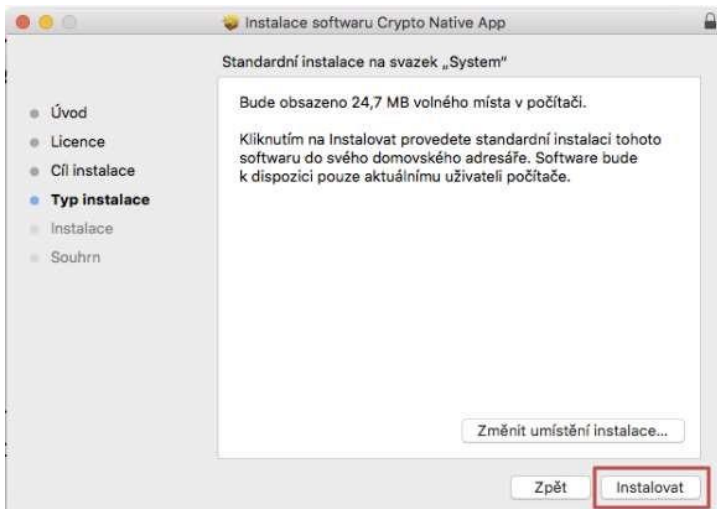 Instalace softwaru Crypto Native App
Standardní instalace na svazek „System“
Úvod
Licence
Cíl instalace
Typ instalace
Instalace
Souhrn
Bude obsazeno 24,7 MB volného místa v počítači.
Kliknutím na Instalovat provedete standardní instalaci tohoto
softwaru do svého domovského adresáře. Software bude
k dispozici pouze aktuálnímu uživateli počítače.
Změnit umístění instalace...
Zpět
Instalovat